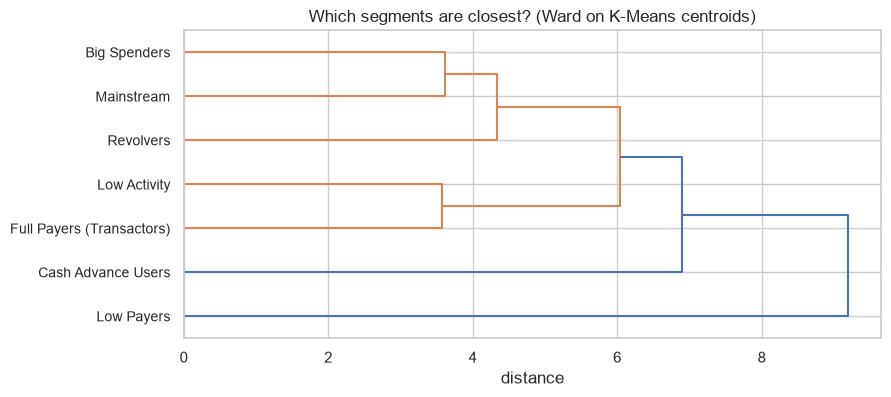 Which segments are closest? (Ward on K-Means centroids)
Big Spenders
Mainstream
Revolvers
Low Activity
Full Payers (Transactors)
Cash Advance Users
Low Payers
0 2 4 6 8
distance